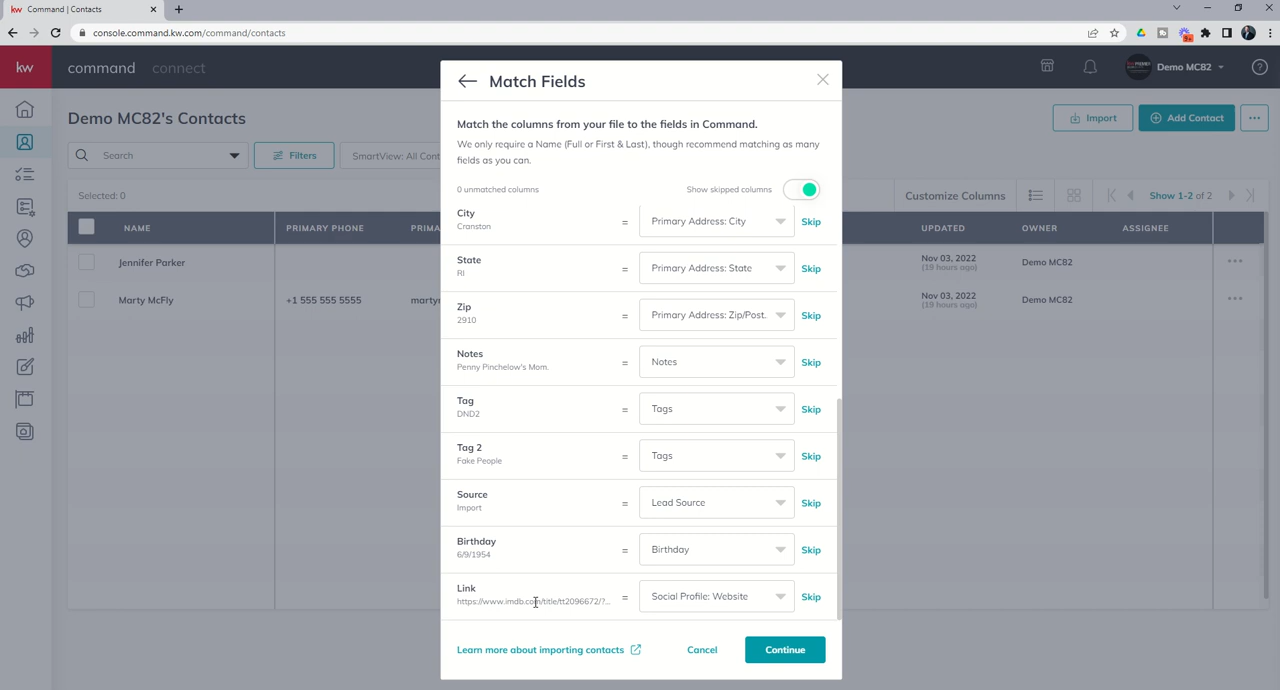 kw Command | Contacts
console.command.kw.com/command/contacts
9+
kw command connect
Demo MC82
Demo MC82's Contacts
Import
Add Contact
Search
Filters
SmartView: All Cont
Selected: 0
Customize Columns
Show 1-2 of 2
NAME PRIMARY PHONE PRIMA UPDATED OWNER ASSIGNEE
Jennifer Parker Nov 03, 2022 Demo MC82
(19 hours ago)
Marty McFly +1 555 555 5555 martyn Nov 03, 2022 Demo MC82
(19 hours ago)
Match Fields
Match the columns from your file to the fields in Command.
We only require a Name (Full or First & Last), though recommend matching as many
fields as you can.
0 unmatched columns Show skipped columns
City
Cranston = Primary Address: City Skip
State
RI = Primary Address: State Skip
Zip
2910 = Primary Address: Zip/Post. Skip
Notes
Penny Pinchelow's Mom. = Notes Skip
Tag
DND2 = Tags Skip
Tag 2
Fake People = Tags Skip
Source
Import = Lead Source Skip
Birthday
6/9/1954 = Birthday Skip
Link
https://www.imdb.com/title/tt2096672/?... = Social Profile: Website Skip
Learn more about importing contacts Cancel Continue